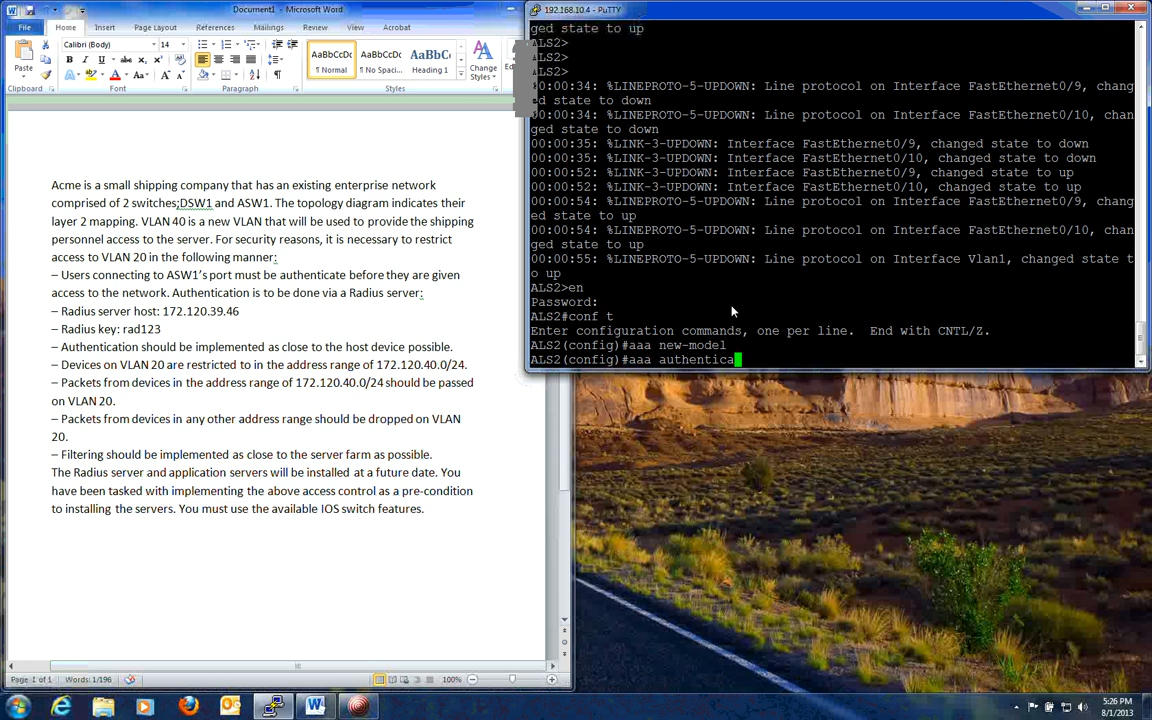 Document1 - Microsoft Word
File Home Insert Page Layout References Mailings Review View Acrobat
Calibri (Body) 14
Paste
B I U abc
Aa
AaBbCcDc AaBbCcDc AaBbC
¶ Normal ¶ No Spaci... Heading 1 Change
Styles
Clipboard Font Paragraph Styles
Acme is a small shipping company that has an existing enterprise network
comprised of 2 switches;DSW1 and ASW1. The topology diagram indicates their
layer 2 mapping. VLAN 40 is a new VLAN that will be used to provide the shipping
personnel access to the server. For security reasons, it is necessary to restrict
access to VLAN 20 in the following manner:
– Users connecting to ASW1's port must be authenticate before they are given
access to the network. Authentication is to be done via a Radius server:
– Radius server host: 172.120.39.46
– Radius key: rad123
– Authentication should be implemented as close to the host device possible.
– Devices on VLAN 20 are restricted to in the address range of 172.120.40.0/24.
– Packets from devices in the address range of 172.120.40.0/24 should be passed
on VLAN 20.
– Packets from devices in any other address range should be dropped on VLAN
20.
– Filtering should be implemented as close to the server farm as possible.
The Radius server and application servers will be installed at a future date. You
have been tasked with implementing the above access control as a pre-condition
to installing the servers. You must use the available IOS switch features.
Page 1 of 1 Words: 1/196 100%
192.168.10.4 - PuTTY
ged state to up
ALS2>
ALS2>
ALS2>
00:00:34: %LINEPROTO-5-UPDOWN: Line protocol on Interface FastEthernet0/9, chang
ed state to down
00:00:34: %LINEPROTO-5-UPDOWN: Line protocol on Interface FastEthernet0/10, chan
ged state to down
00:00:35: %LINK-3-UPDOWN: Interface FastEthernet0/9, changed state to down
00:00:35: %LINK-3-UPDOWN: Interface FastEthernet0/10, changed state to down
00:00:52: %LINK-3-UPDOWN: Interface FastEthernet0/9, changed state to up
00:00:52: %LINK-3-UPDOWN: Interface FastEthernet0/10, changed state to up
00:00:54: %LINEPROTO-5-UPDOWN: Line protocol on Interface FastEthernet0/9, chang
ed state to up
00:00:54: %LINEPROTO-5-UPDOWN: Line protocol on Interface FastEthernet0/10, chan
ged state to up
00:00:55: %LINEPROTO-5-UPDOWN: Line protocol on Interface Vlan1, changed state t
o up
ALS2>en
Password:
ALS2#conf t
Enter configuration commands, one per line.  End with CNTL/Z.
ALS2(config)#aaa new-model
ALS2(config)#aaa authentica
5:26 PM
8/1/2013